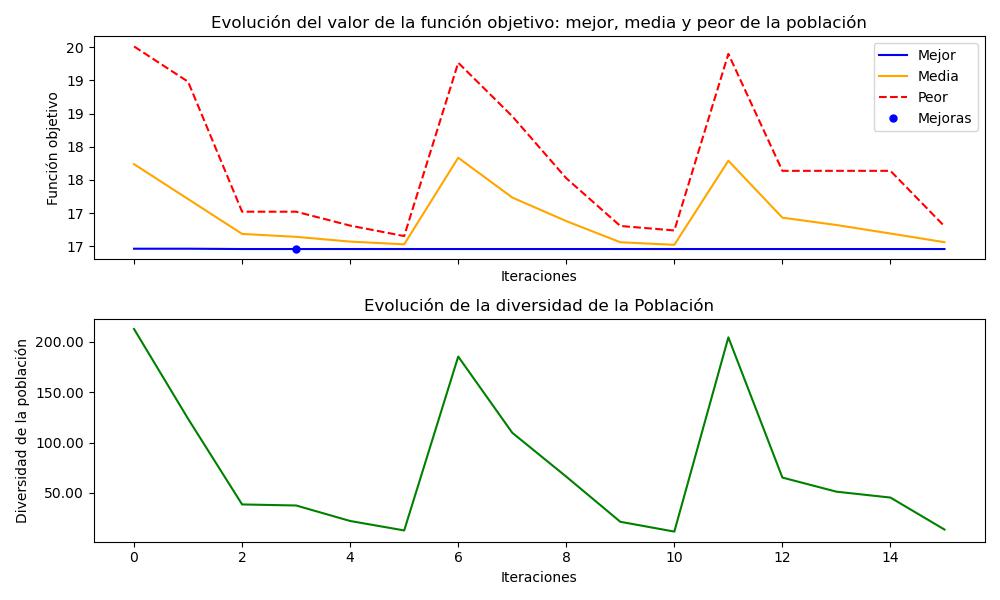 Evolución del valor de la función objetivo: mejor, media y peor de la población
Función objetivo
20
19
19
18
18
17
17
Mejor
Media
Peor
Mejoras
Iteraciones
Evolución de la diversidad de la Población
Diversidad de la población
200.00
150.00
100.00
50.00
0 2 4 6 8 10 12 14
Iteraciones